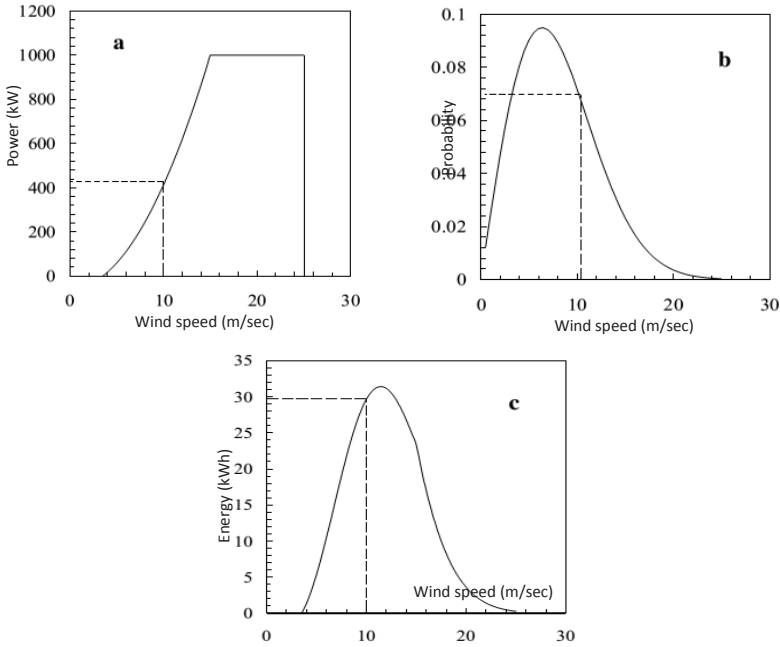 a
1200
1000
800
600
400
200
0
Power (kW)
0 10 20 30
Wind speed (m/sec)
b
0.1
0.08
0.06
0.04
0.02
0
Probability
0 10 20 30
Wind speed (m/sec)
c
35
30
25
20
15
10
5
0
Energy (kWh)
Wind speed (m/sec)
0 10 20 30